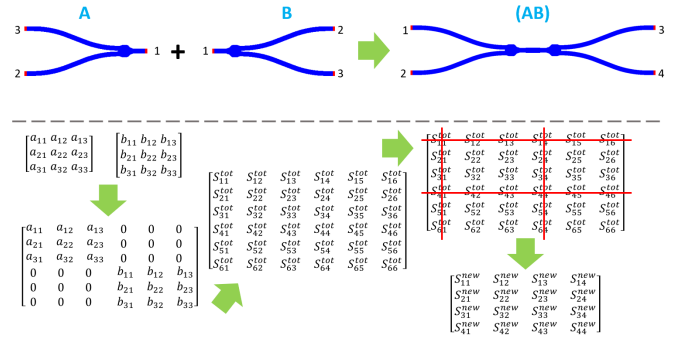 A B (AB)
3 2 1 + 1 2 3 1 2 3 4
a11 a12 a13
a21 a22 a23
a31 a32 a33
b11 b12 b13
b21 b22 b23
b31 b32 b33
a11 a12 a13 0 0 0
a21 a22 a23 0 0 0
a31 a32 a33 0 0 0
0 0 0 b11 b12 b13
0 0 0 b21 b22 b23
0 0 0 b31 b32 b33
S11tot S12tot S13tot S14tot S15tot S16tot
S21tot S22tot S23tot S24tot S25tot S26tot
S31tot S32tot S33tot S34tot S35tot S36tot
S41tot S42tot S43tot S44tot S45tot S46tot
S51tot S52tot S53tot S54tot S55tot S56tot
S61tot S62tot S63tot S64tot S65tot S66tot
S11tot S12tot S13tot S14tot S15tot S16tot
S21tot S22tot S23tot S24tot S25tot S26tot
S31tot S32tot S33tot S34tot S35tot S36tot
S41tot S42tot S43tot S44tot S45tot S46tot
S51tot S52tot S53tot S54tot S55tot S56tot
S61tot S62tot S63tot S64tot S65tot S66tot
S11new S12new S13new S14new
S21new S22new S23new S24new
S31new S32new S33new S34new
S41new S42new S43new S44new